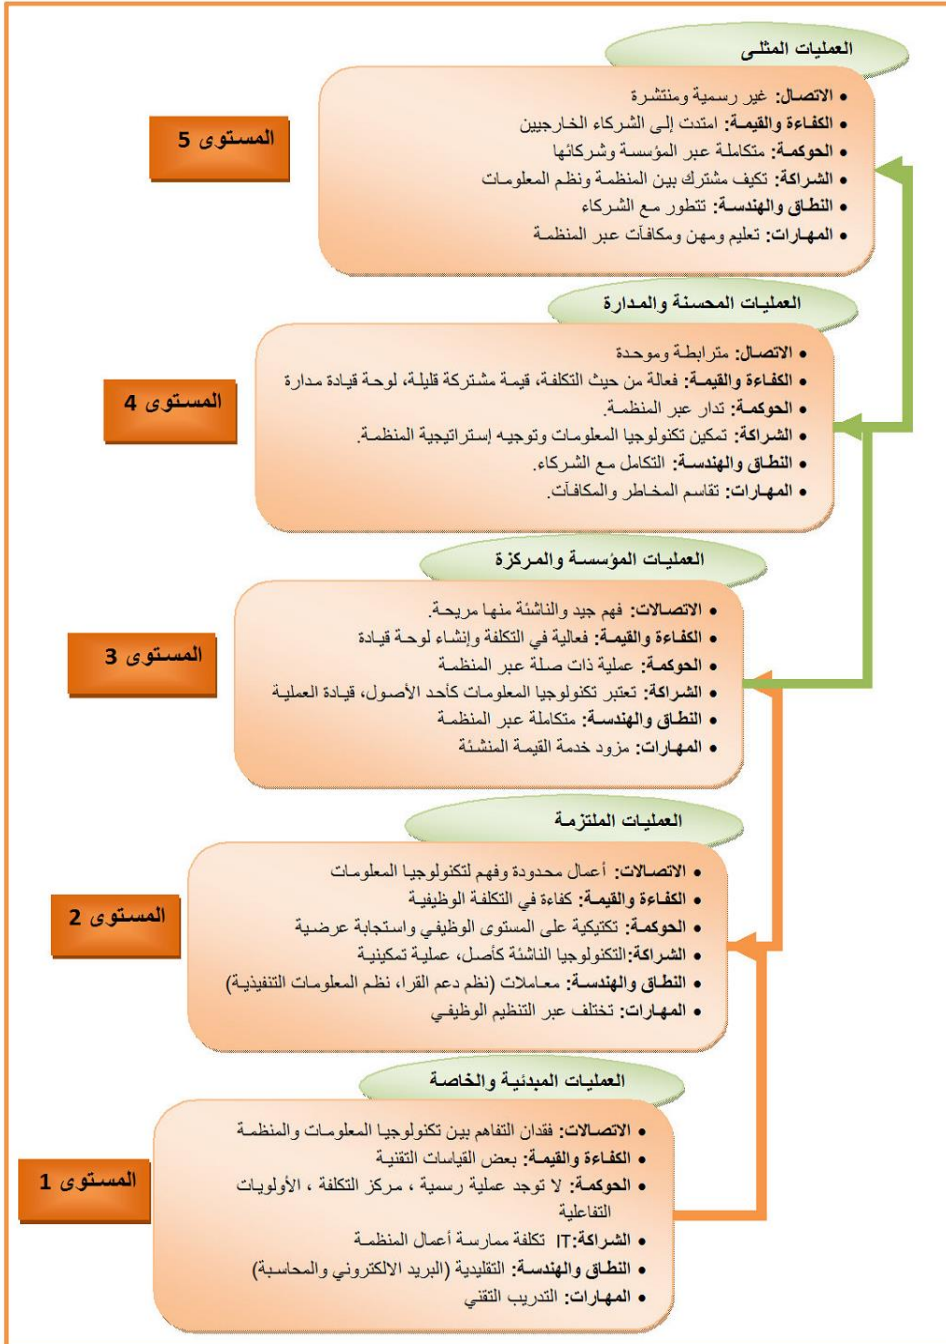 العمليات المثلى
المستوى 5
• الاتصال: غير رسمية ومنتشرة
• الكفاءة والقيمة: امتدت إلى الشركاء الخارجيين
• الحوكمة: متكاملة عبر المؤسسة وشركائها
• الشراكة: تكيف مشترك بين المنظمة ونظم المعلومات
• النطاق والهندسة: تتطور مع الشركاء
• المهارات: تعليم ومهن ومكافآت عبر المنظمة
العمليات المحسنة والمدارة
المستوى 4
• الاتصال: مترابطة وموحدة
• الكفاءة والقيمة: فعالة من حيث التكلفة، قيمة مشتركة قليلة، لوحة قيادة مدارة
• الحوكمة: تدار عبر المنظمة.
• الشراكة: تمكين تكنولوجيا المعلومات وتوجيه إستراتيجية المنظمة.
• النطاق والهندسة: التكامل مع الشركاء.
• المهارات: تقاسم المخاطر والمكافآت.
العمليات المؤسسة والمركزة
المستوى 3
• الاتصالات: فهم جيد والناشئة منها مريحة.
• الكفاءة والقيمة: فعالية في التكلفة وإنشاء لوحة قيادة
• الحوكمة: عملية ذات صلة عبر المنظمة
• الشراكة: تعتبر تكنولوجيا المعلومات كأحد الأصول، قيادة العملية
• النطاق والهندسة: متكاملة عبر المنظمة
• المهارات: مزود خدمة القيمة المنشئة
العمليات الملتزمة
المستوى 2
• الاتصالات: أعمال محدودة وفهم لتكنولوجيا المعلومات
• الكفاءة والقيمة: كفاءة في التكلفة الوظيفية
• الحوكمة: تكتيكية على المستوى الوظيفي واستجابة عرضية
• الشراكة:التكنولوجيا الناشئة كأصل، عملية تمكينية
• النطاق والهندسة: معاملات (نظم دعم القرا، نظم المعلومات التنفيذية)
• المهارات: تختلف عبر التنظيم الوظيفي
العمليات المبدئية والخاصة
المستوى 1
• الاتصالات: فقدان التفاهم بين تكنولوجيا المعلومات والمنظمة
• الكفاءة والقيمة: بعض القياسات التقنية
• الحوكمة: لا توجد عملية رسمية ، مركز التكلفة ، الأولويات
التفاعلية
• الشراكة:IT تكلفة ممارسة أعمال المنظمة
• النطاق والهندسة: التقليدية (البريد الالكتروني والمحاسبة)
• المهارات: التدريب التقني